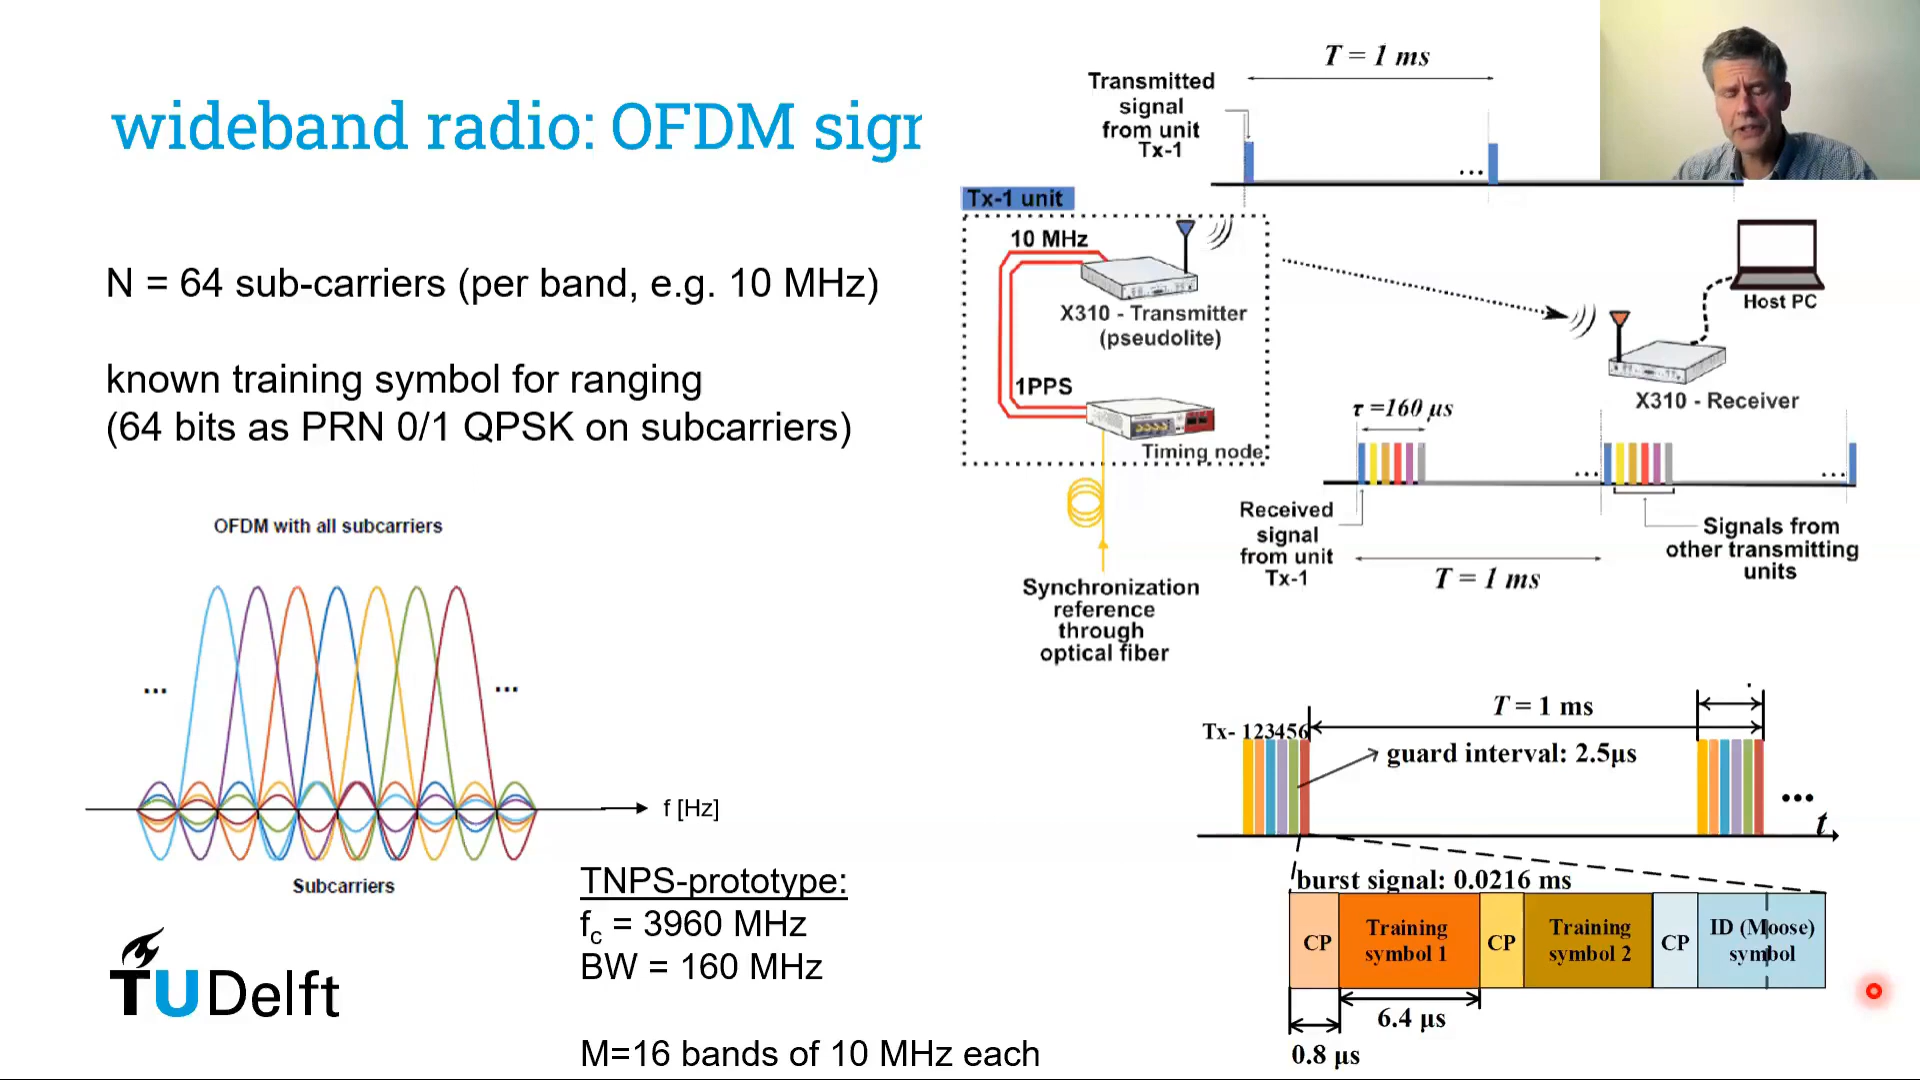 wideband radio: OFDM sigr
N = 64 sub-carriers (per band, e.g. 10 MHz)
known training symbol for ranging
(64 bits as PRN 0/1 QPSK on subcarriers)
OFDM with all subcarriers
...
...
f [Hz]
Subcarriers
TNPS-prototype:
fc = 3960 MHz
BW = 160 MHz
M=16 bands of 10 MHz each
TUDelft
T = 1 ms
Transmitted
signal
from unit
Tx-1
...
Tx-1 unit
10 MHz
X310 - Transmitter
(pseudolite)
1PPS
Timing node
Synchronization
reference
through
optical fiber
Host PC
X310 - Receiver
τ =160 μs
...
...
Received
signal
from unit
Tx-1
T = 1 ms
Signals from
other transmitting
units
T = 1 ms
Tx- 123456
guard interval: 2.5μs
...
t
burst signal: 0.0216 ms
CP
Training
symbol 1
CP
Training
symbol 2
CP
ID (Moose)
symbol
6.4 μs
0.8 μs